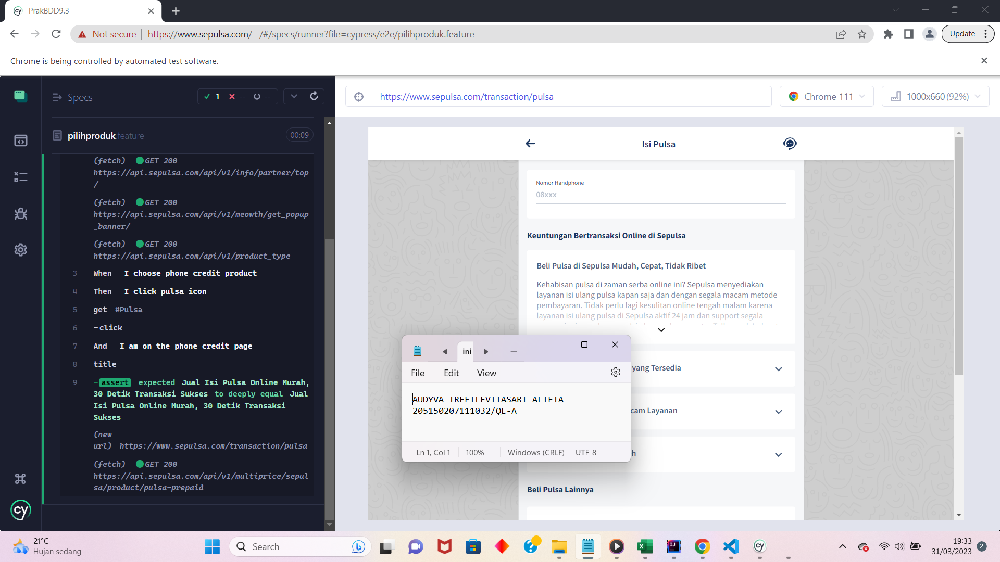 PrakBDD9.3
Not secure | https://www.sepulsa.com/__/#/specs/runner?file=cypress/e2e/pilihproduk.feature
Update
Chrome is being controlled by automated test software.
Specs
1 -- --
https://www.sepulsa.com/transaction/pulsa
Chrome 111
1000x660 (92%)
pilihproduk.feature
00:09
(fetch) GET 200
https://api.sepulsa.com/api/v1/info/partner/top
/
(fetch) GET 200
https://api.sepulsa.com/api/v1/meowth/get_popup
_banner/
(fetch) GET 200
https://api.sepulsa.com/api/v1/product_type
3 When I choose phone credit product
4 Then I click pulsa icon
5 get #Pulsa
6 -click
7 And I am on the phone credit page
8 title
9 -assert expected Jual Isi Pulsa Online Murah,
30 Detik Transaksi Sukses to deeply equal Jual
Isi Pulsa Online Murah, 30 Detik Transaksi
Sukses
(new
url) https://www.sepulsa.com/transaction/pulsa
(fetch) GET 200
https://api.sepulsa.com/api/v1/multiprice/sepul
sa/product/pulsa-prepaid
cy
Isi Pulsa
Nomor Handphone
08xxx
Keuntungan Bertransaksi Online di Sepulsa
Beli Pulsa di Sepulsa Mudah, Cepat, Tidak Ribet
Kehabisan pulsa di zaman serba online ini? Sepulsa menyediakan
layanan isi ulang pulsa kapan saja dan dengan segala macam metode
pembayaran. Tidak perlu lagi kesulitan online tengah malam karena
layanan isi ulang pulsa di Sepulsa aktif 24 jam dan support segala
yang Tersedia
cam Layanan
h
Beli Pulsa Lainnya
ini
File Edit View
AUDYVA IREFILEVITASARI ALIFIA
205150207111032/QE-A
Ln 1, Col 1 100% Windows (CRLF) UTF-8
21°C
Hujan sedang
Search
19:33
31/03/2023
2